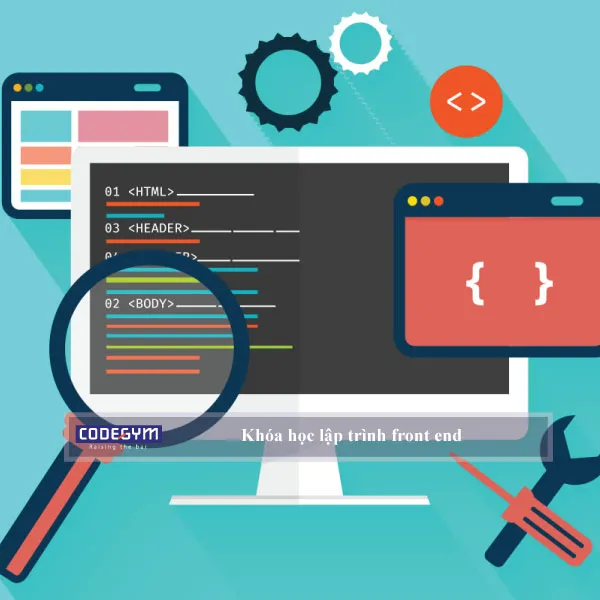 < >
01 <HTML>
03 <HEADER>
{ }
02 <BODY>
CODEGYM
Raising the bar
Khóa học lập trình front end